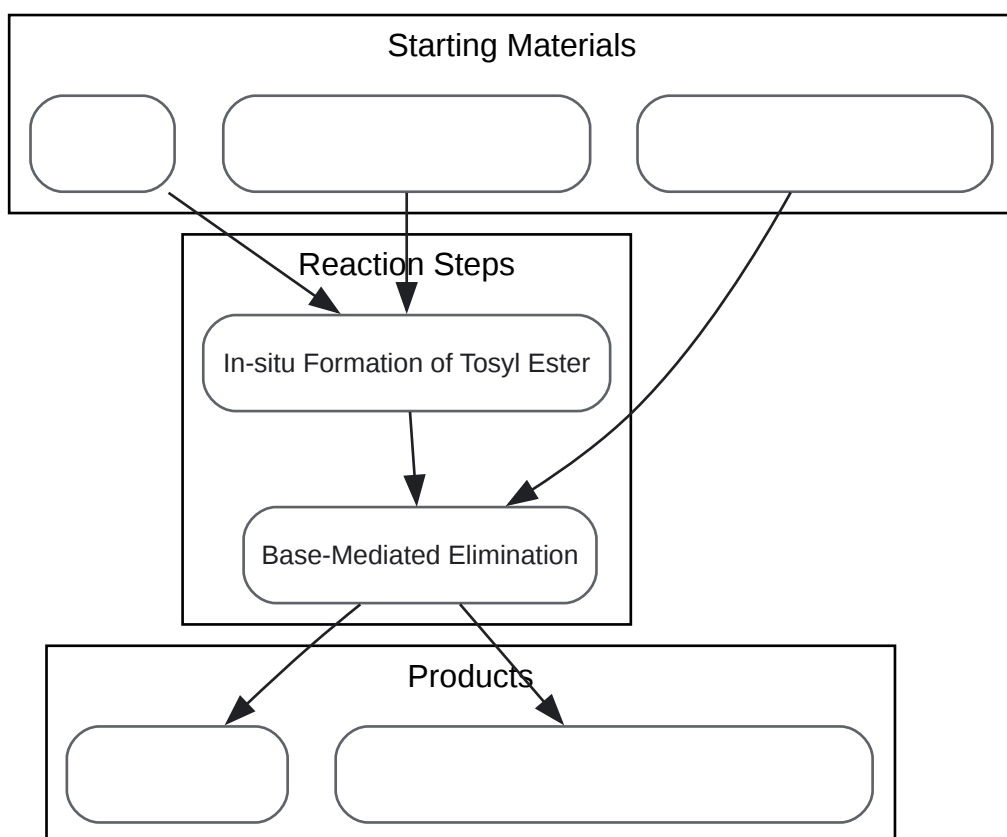 Starting Materials
Reaction Steps
In-situ Formation of Tosyl Ester
Base-Mediated Elimination
Products